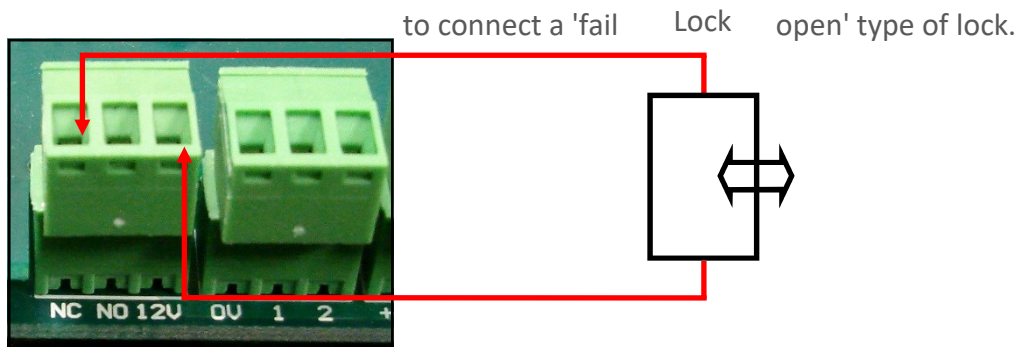 to connect a 'fail Lock open' type of lock.
NC NO 12V 0V 1 2 +